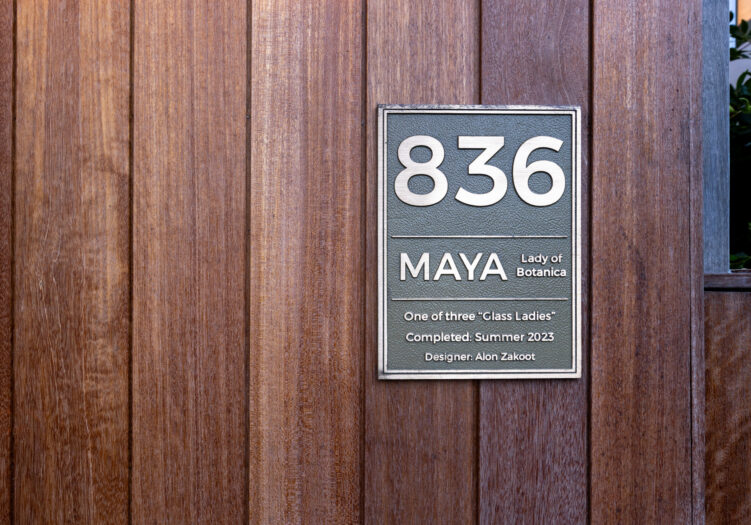 836
MAYA Lady of Botanica
One of three "Glass Ladies"
Completed: Summer 2023
Designer: Alon Zakoot